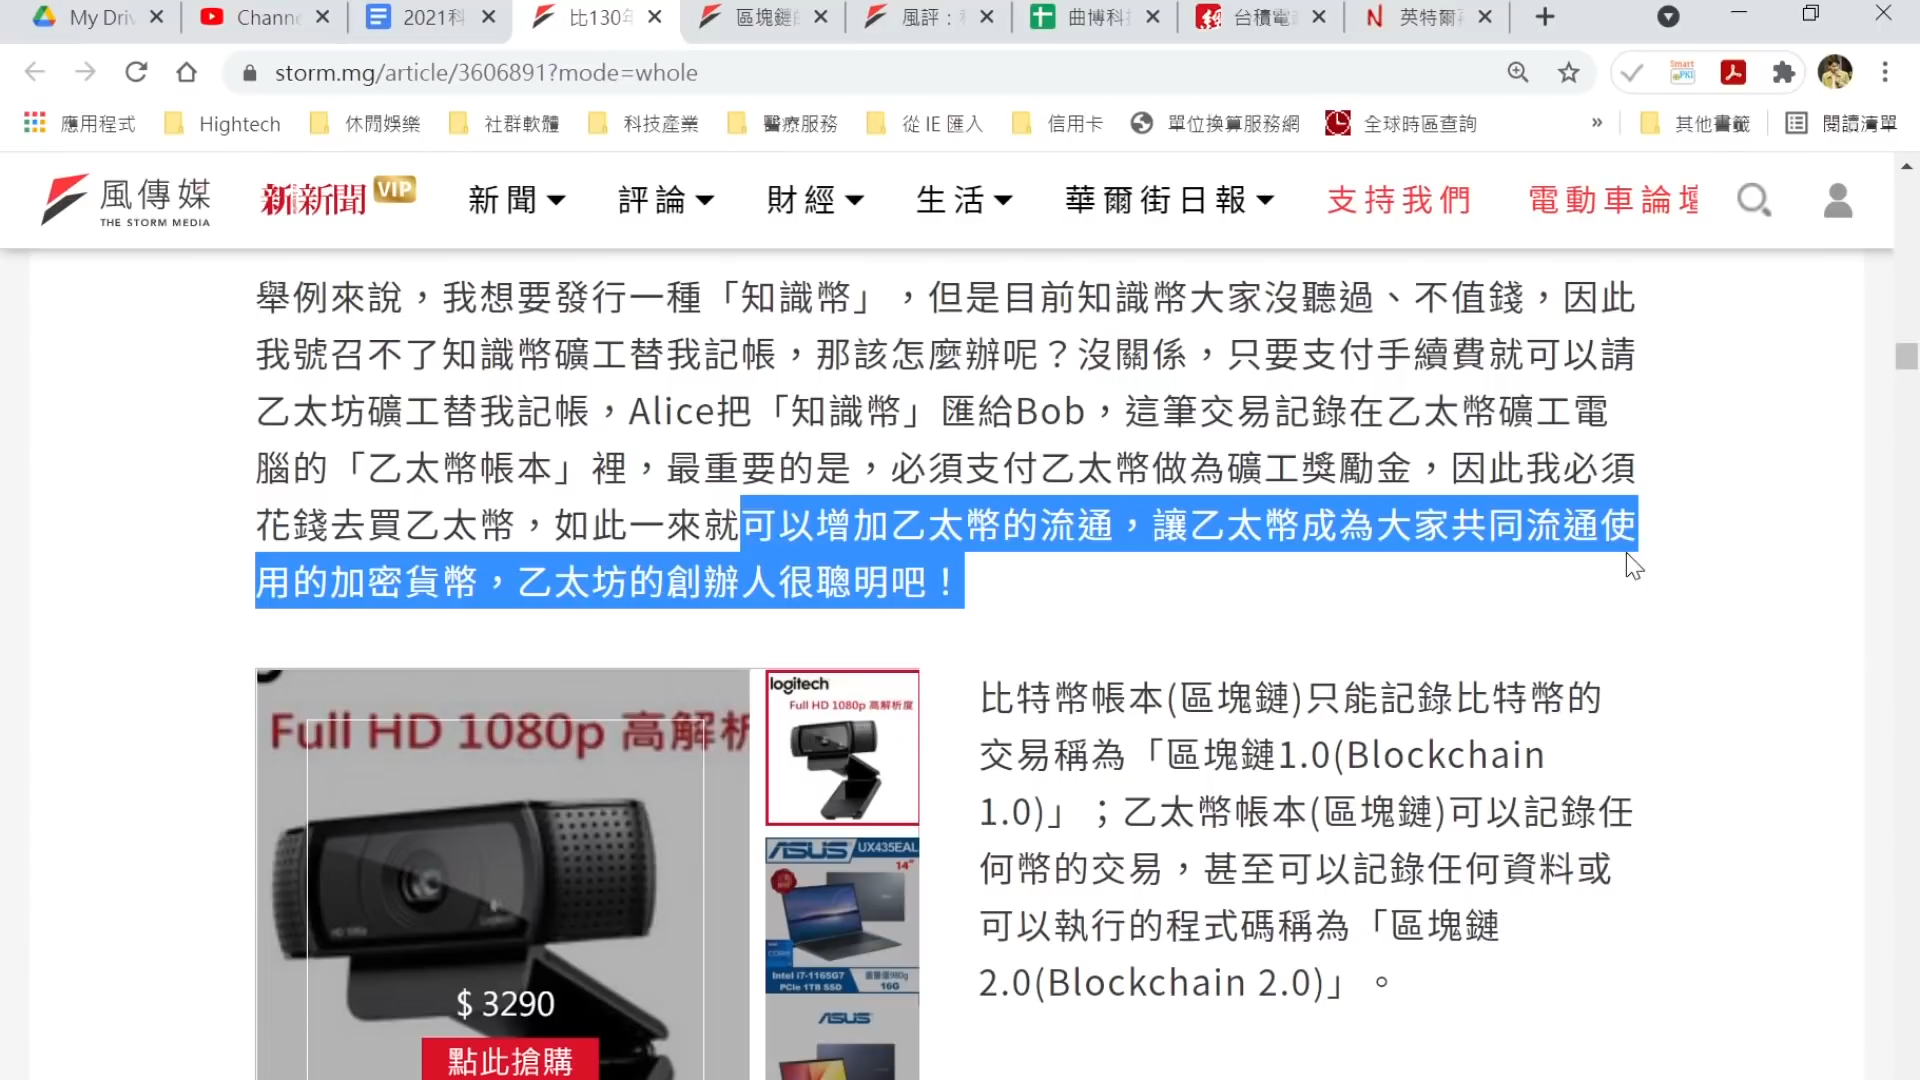 My Driv
Chann
2021科
比130年
區塊鏈
風評：
曲博科
台積電
英特爾
storm.mg/article/3606891?mode=whole
Smart
PKI
應用程式
Hightech
休閒娛樂
社群軟體
科技產業
醫療服務
從 IE 匯入
信用卡
單位換算服務網
全球時區查詢
»
其他書籤
閱讀清單
風傳媒
THE STORM MEDIA
新新聞 VIP
新聞
評論
財經
生活
華爾街日報
支持我們
電動車論壇
舉例來說，我想要發行一種「知識幣」，但是目前知識幣大家沒聽過、不值錢，因此
我號召不了知識幣礦工替我記帳，那該怎麼辦呢？沒關係，只要支付手續費就可以請
乙太坊礦工替我記帳，Alice把「知識幣」匯給Bob，這筆交易記錄在乙太幣礦工電
腦的「乙太幣帳本」裡，最重要的是，必須支付乙太幣做為礦工獎勵金，因此我必須
花錢去買乙太幣，如此一來就可以增加乙太幣的流通，讓乙太幣成為大家共同流通使
用的加密貨幣，乙太坊的創辦人很聰明吧！
Full HD 1080p 高解析
$ 3290
點此搶購
logitech
Full HD 1080p 高解析度
ASUS UX435EAL
14"
Intel i7-1165G7
PCIe 1TB SSD
16G
ASUS
比特幣帳本(區塊鏈)只能記錄比特幣的
交易稱為「區塊鏈1.0(Blockchain
1.0)」；乙太幣帳本(區塊鏈)可以記錄任
何幣的交易，甚至可以記錄任何資料或
可以執行的程式碼稱為「區塊鏈
2.0(Blockchain 2.0)」。